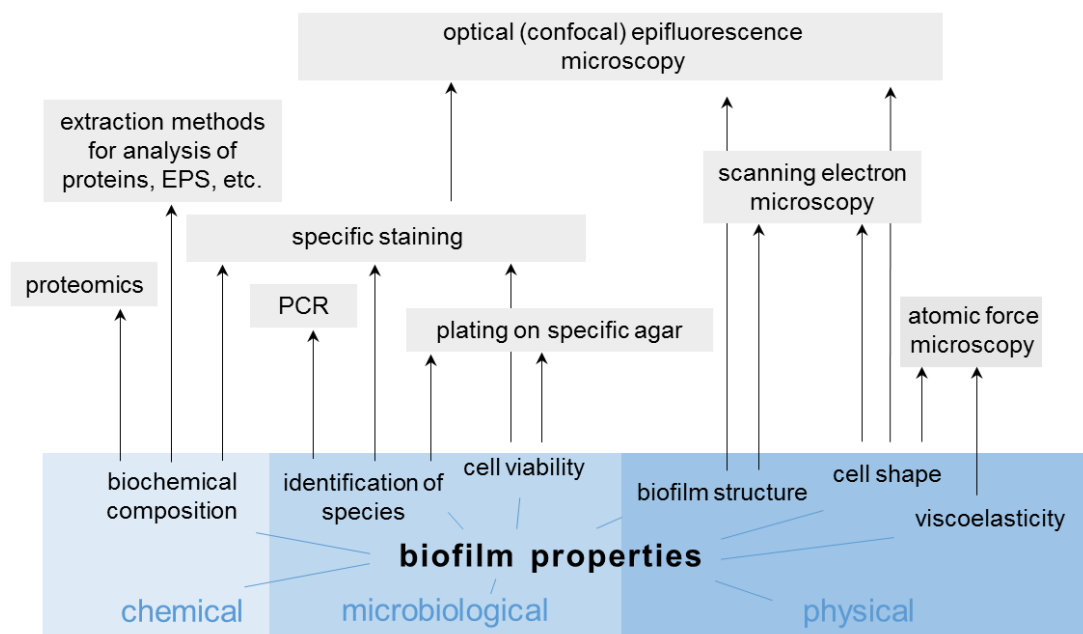 optical (confocal) epifluorescence
microscopy
extraction methods
for analysis of
proteins, EPS, etc.
scanning electron
microscopy
specific staining
proteomics
PCR
plating on specific agar
atomic force
microscopy
biochemical
composition
identification of
species
cell viability
biofilm structure
cell shape
viscoelasticity
biofilm properties
chemical
microbiological
physical